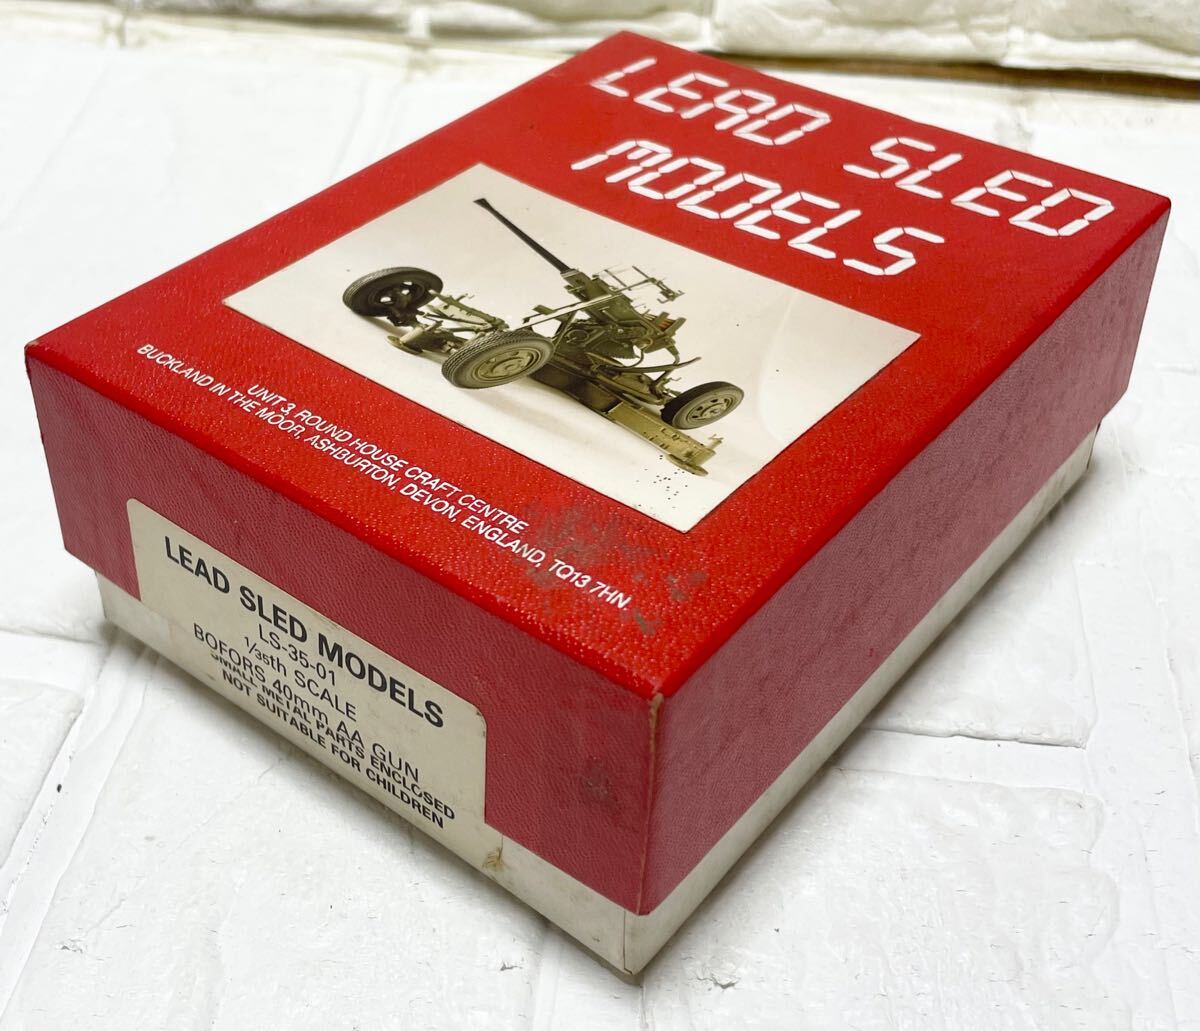 LEAD SLED
MODELS
UNIT 3, ROUND HOUSE CRAFT CENTRE
BUCKLAND IN THE MOOR, ASHBURTON, DEVON, ENGLAND, TQ13 7HN.
LEAD SLED MODELS
LS-35-01
1/35th SCALE
BOFORS 40mm AA GUN
SMALL METAL PARTS ENCLOSED
NOT SUITABLE FOR CHILDREN